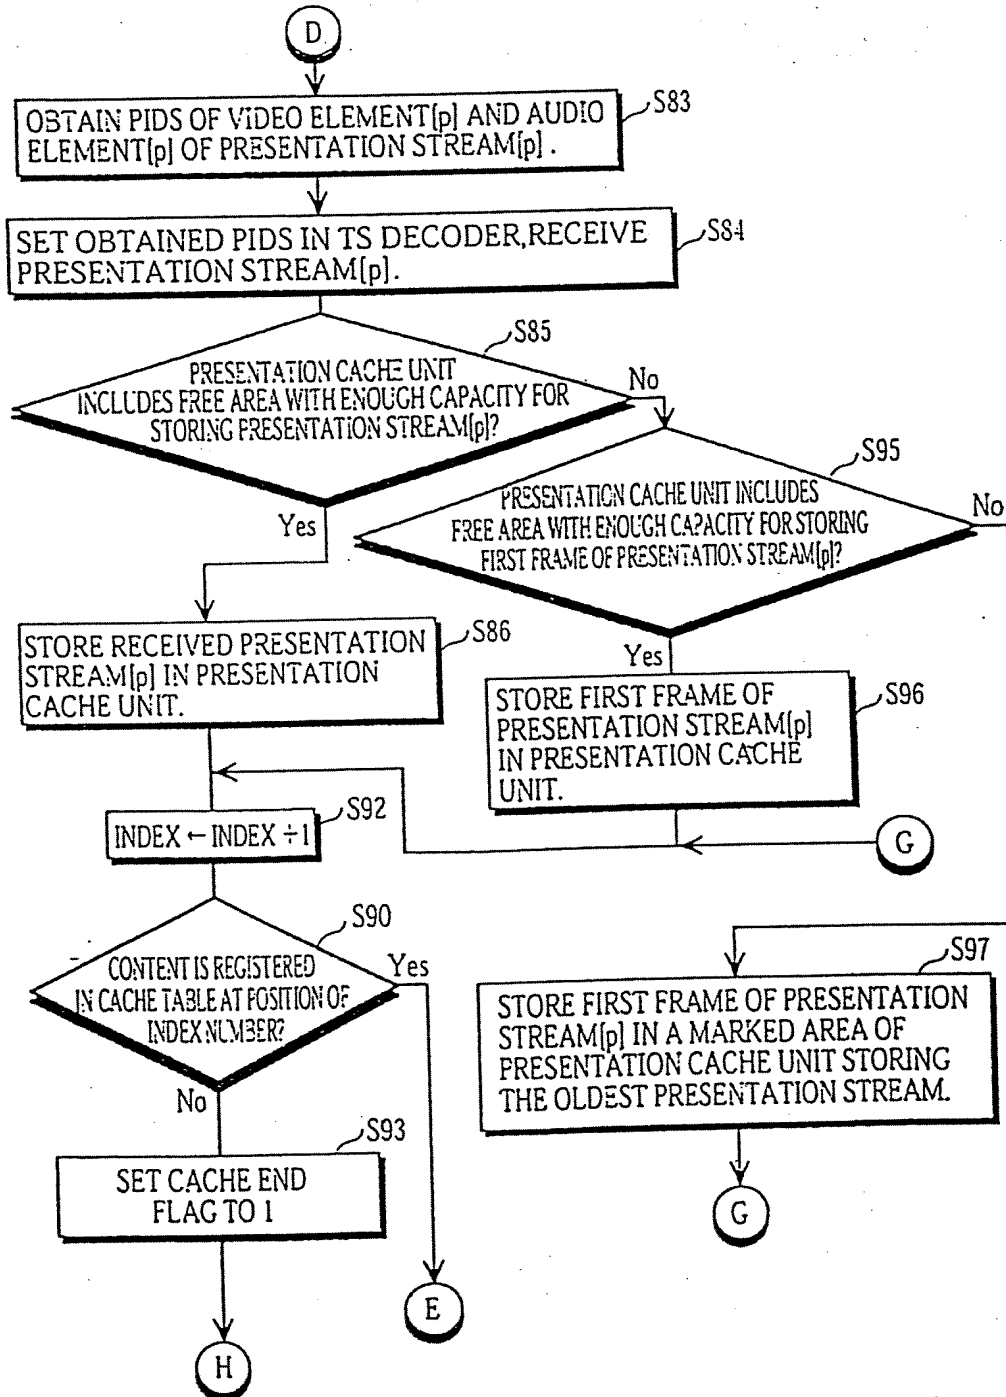 D
OBTAIN PIDS OF VIDEO ELEMENT[p] AND AUDIO
ELEMENT[p] OF PRESENTATION STREAM[p].
S83
SET OBTAINED PIDS IN TS DECODER,RECEIVE
PRESENTATION STREAM[p].
S84
S85
PRESENTATION CACHE UNIT
INCLUDES FREE AREA WITH ENOUGH CAPACITY FOR
STORING PRESENTATION STREAM[p]?
No
Yes
S95
PRESENTATION CACHE UNIT INCLUDES
FREE AREA WITH ENOUGH CAPACITY FOR STORING
FIRST FRAME OF PRESENTATION STREAM[p]?
No
Yes
STORE RECEIVED PRESENTATION
STREAM[p] IN PRESENTATION
CACHE UNIT.
S86
STORE FIRST FRAME OF
PRESENTATION STREAM[p]
IN PRESENTATION CACHE
UNIT.
S96
G
INDEX ← INDEX +1
S92
S90
CONTENT IS REGISTERED
IN CACHE TABLE AT POSITION OF
INDEX NUMBER?
Yes
No
S97
STORE FIRST FRAME OF PRESENTATION
STREAM[p] IN A MARKED AREA OF
PRESENTATION CACHE UNIT STORING
THE OLDEST PRESENTATION STREAM.
G
S93
SET CACHE END
FLAG TO 1
E
H